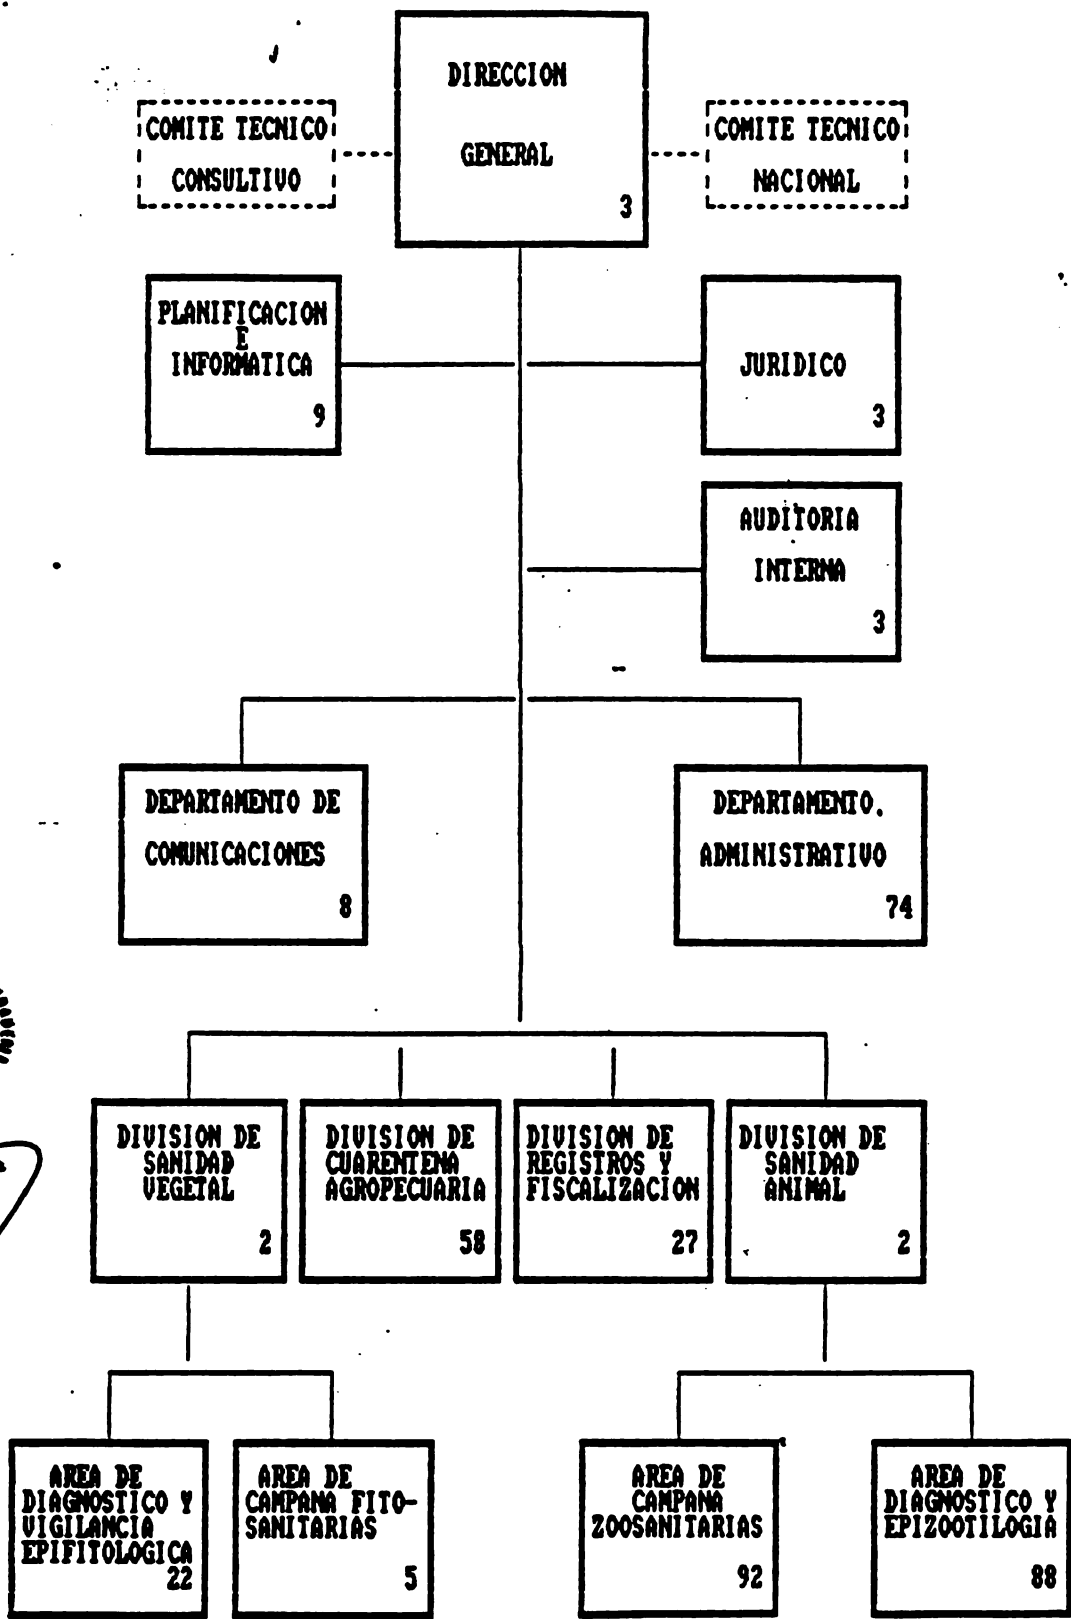 DIRECCION
GENERAL
3
COMITE TECNICO
CONSULTIVO
COMITE TECNICO
NACIONAL
PLANIFICACION
E
INFORMATICA
9
JURIDICO
3
AUDITORIA
INTERNA
3
DEPARTAMENTO DE
COMUNICACIONES
8
DEPARTAMENTO.
ADMINISTRATIVO
74
DIVISION DE
SANIDAD
VEGETAL
2
DIVISION DE
CUARENTENA
AGROPECUARIA
58
DIVISION DE
REGISTROS Y
FISCALIZACION
27
DIVISION DE
SANIDAD
ANIMAL
2
AREA DE
DIAGNOSTICO Y
VIGILANCIA
EPIFITOLOGICA
22
AREA DE
CAMPANA FITO-
SANITARIAS
5
AREA DE
CAMPANA
ZOOSANITARIAS
92
AREA DE
DIAGNOSTICO Y
EPIZOOTILOGIA
88